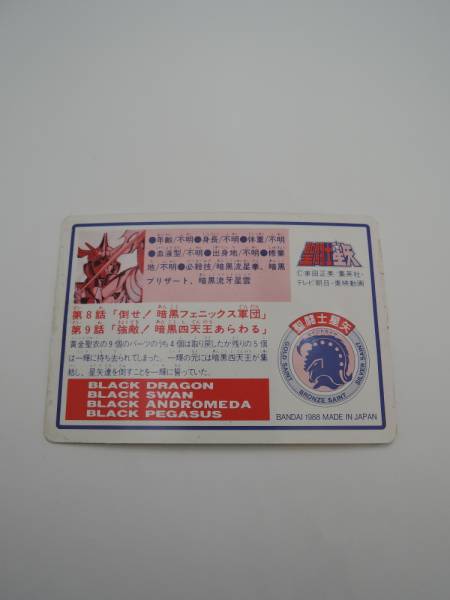 ●年齢/不明●身長/不明●体重/不明
●血液型/不明●出身地/不明●修業
地/不明●必殺技/暗黒流星拳、暗黒
ブリザード、暗黒流牙星雲
第8話「倒せ!暗黒フェニックス軍団」
第9話「強敵!暗黒四天王あらわる」
黄金聖衣の9個のパーツのうち4個は取り戻したが残りの5個
は一輝に持ち去られてしまった。一輝の元には暗黒四天王が集
結し、星矢達を倒すことを一輝に誓っていた。
BLACK DRAGON
BLACK SWAN
BLACK ANDROMEDA
BLACK PEGASUS
聖闘士星矢
©車田正美・集英社・
テレビ朝日・東映動画
聖闘士星矢
GOLD SAINT
BRONZE SAINT
SILVER SAINT
BANDAI 1988 MADE IN JAPAN